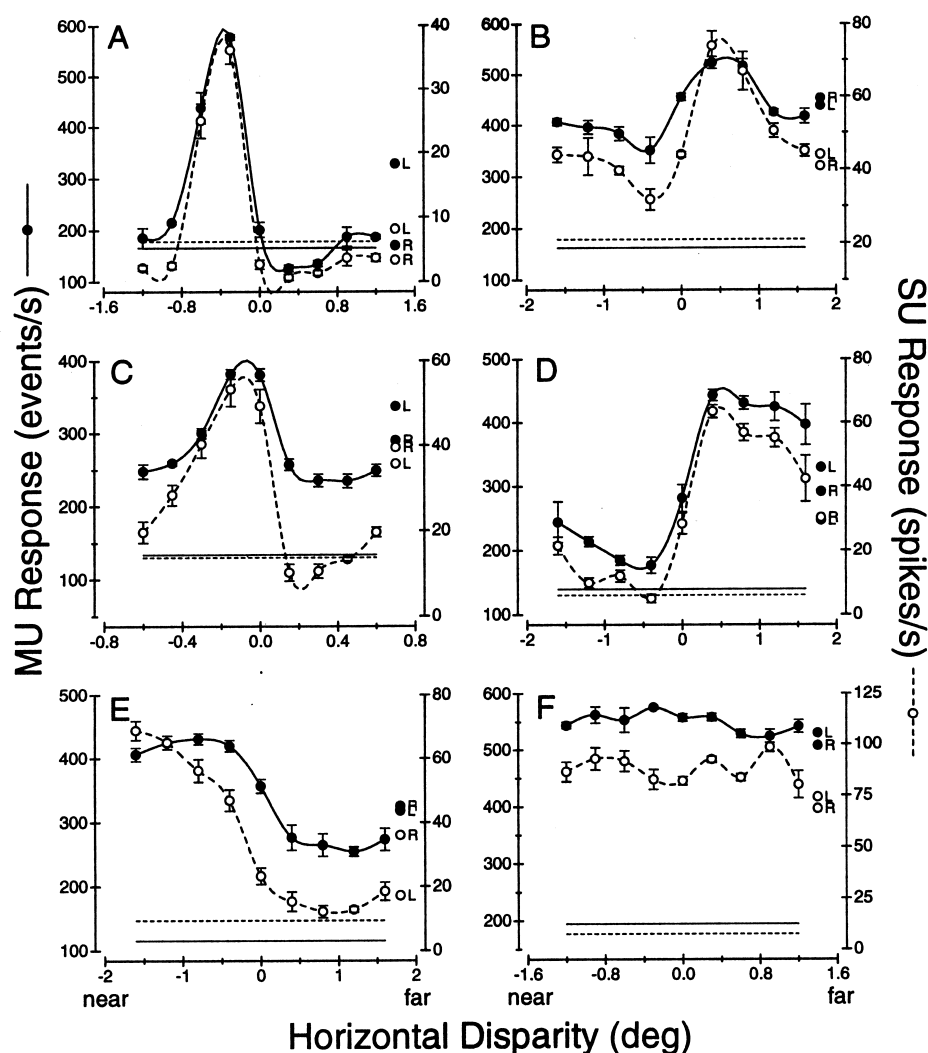 A
600
500
400
300
200
100
40
30
20
10
0
L
OL
R
OR
-1.6 -0.8 0.0 0.8 1.6
B
600
500
400
300
200
100
80
60
40
20
R
L
L
R
-2 -1 0 1 2
C
400
300
200
100
60
40
20
0
L
R
R
L
-0.8 -0.4 0.0 0.4 0.8
D
500
400
300
200
100
80
60
40
20
0
L
R
R
-2 -1 0 1 2
E
500
400
300
200
100
80
60
40
20
0
R
L
R
L
-2 -1 0 1 2
near far
F
600
500
400
300
200
125
100
75
50
25
0
L
R
L
R
-1.6 -0.8 0.0 0.8 1.6
near far
MU Response (events/s)
SU Response (spikes/s)
Horizontal Disparity (deg)